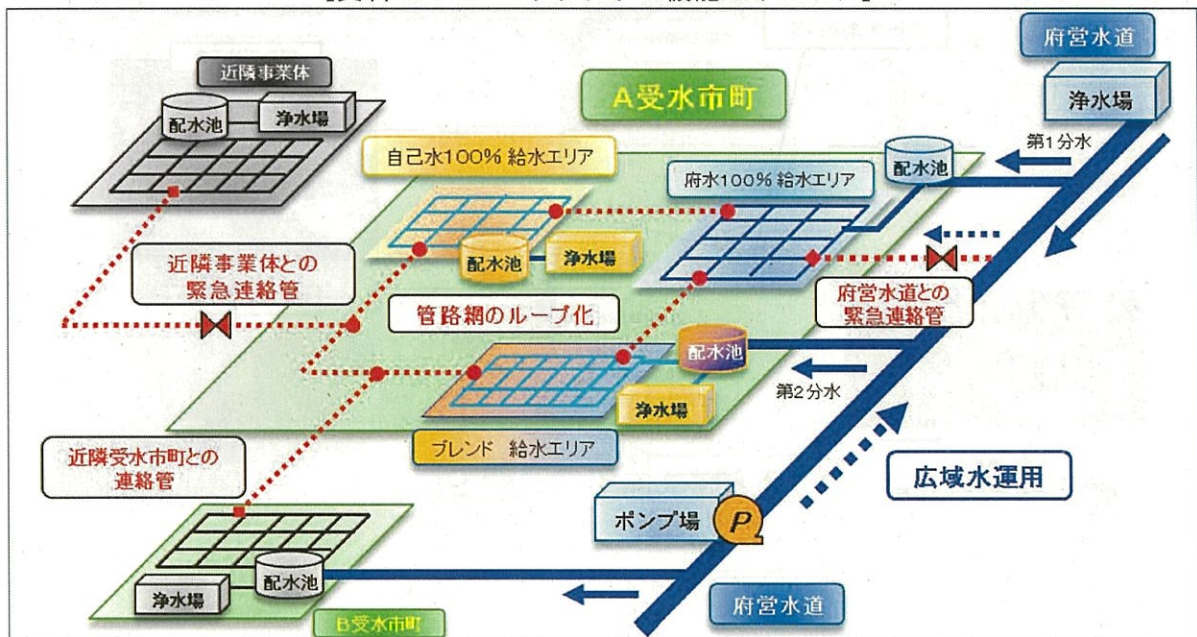 府営水道
浄水場
近隣事業体
配水池
浄水場
A受水市町
第1分水
配水池
自己水100% 給水エリア
府水100% 給水エリア
配水池
浄水場
近隣事業体との
緊急連絡管
管路網のループ化
府営水道との
緊急連絡管
配水池
第2分水
浄水場
ブレンド 給水エリア
近隣受水市町との
連絡管
広域水運用
ポンプ場
P
配水池
浄水場
府営水道
B受水市町